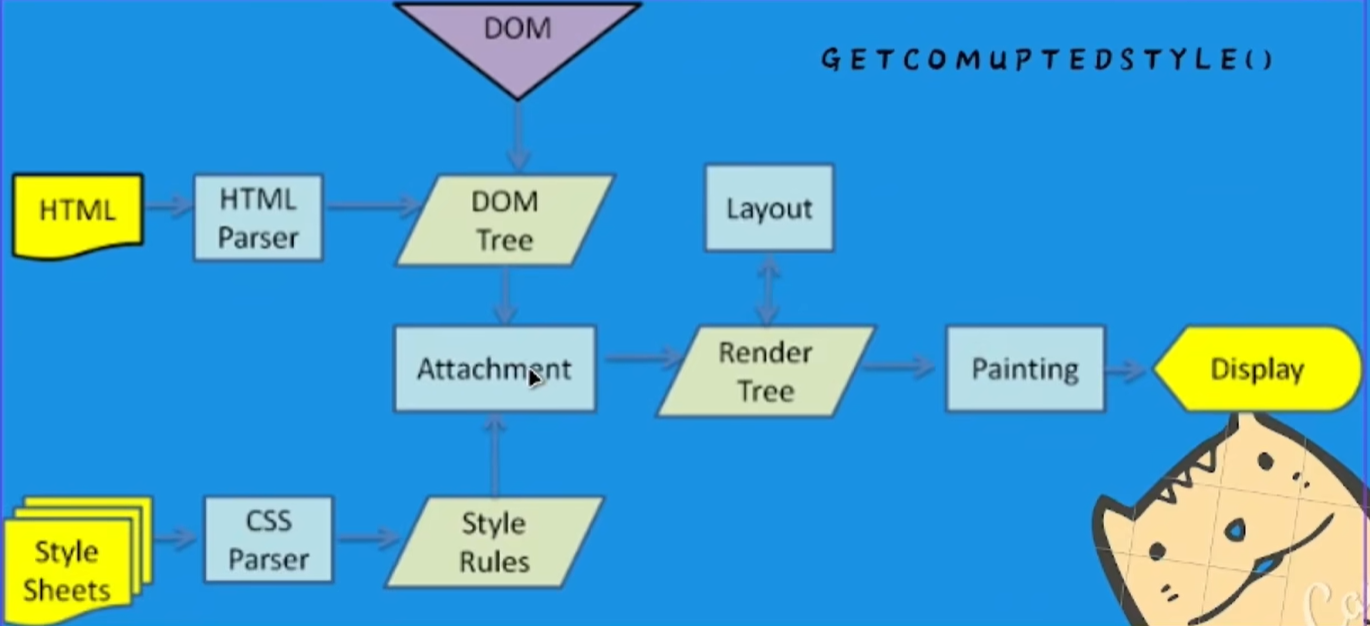 DOM
GETCOMUPTEDSTYLE()
HTML
HTML
Parser
DOM
Tree
Layout
Attachment
Render
Tree
Painting
Display
Style
Sheets
CSS
Parser
Style
Rules
Ca